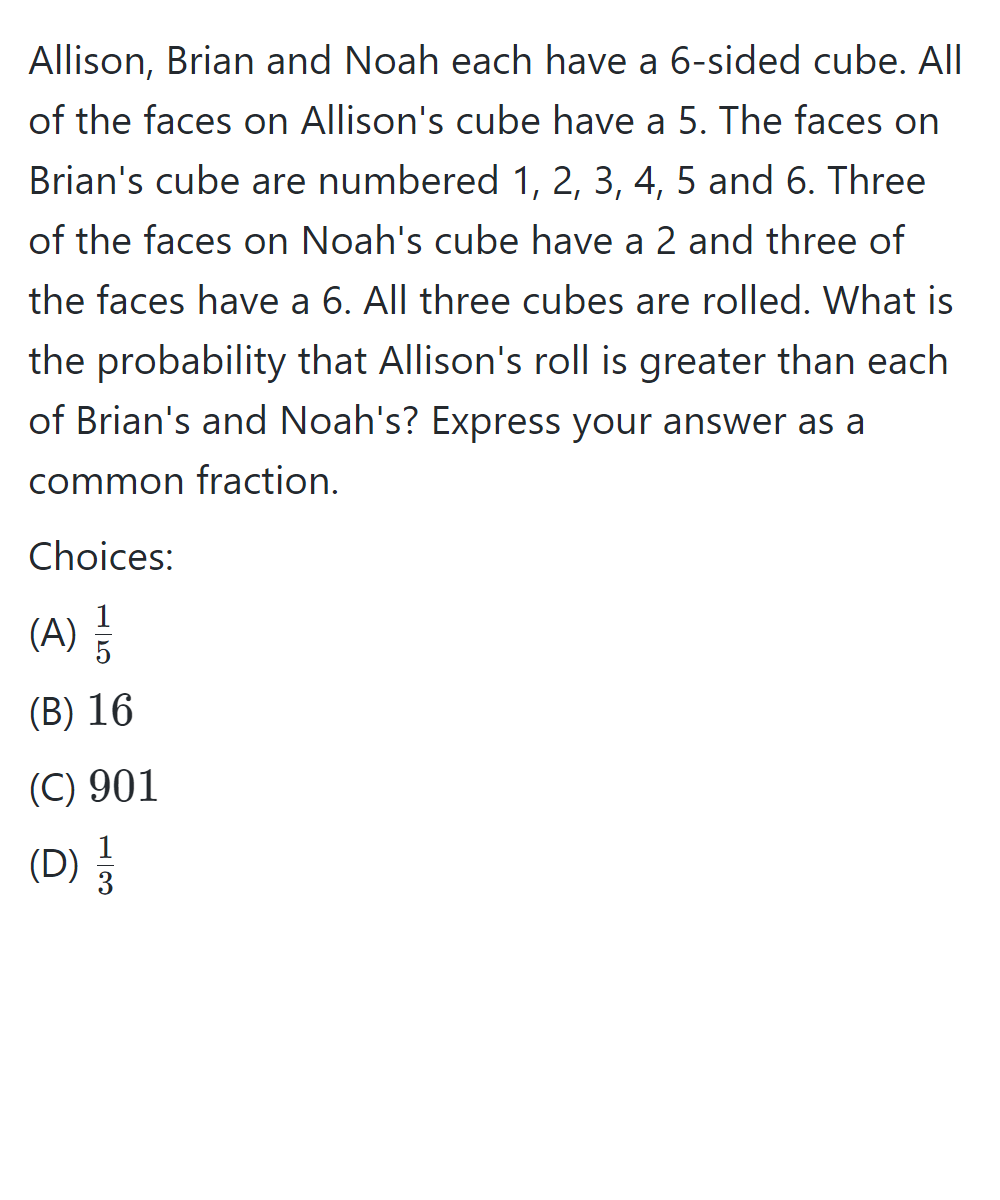 Allison, Brian and Noah each have a 6-sided cube. All
of the faces on Allison's cube have a 5. The faces on
Brian's cube are numbered 1, 2, 3, 4, 5 and 6. Three
of the faces on Noah's cube have a 2 and three of
the faces have a 6. All three cubes are rolled. What is
the probability that Allison's roll is greater than each
of Brian's and Noah's? Express your answer as a
common fraction.
Choices:
(A) $\frac{1}{5}$
(B) 16
(C) 901
(D) $\frac{1}{3}$